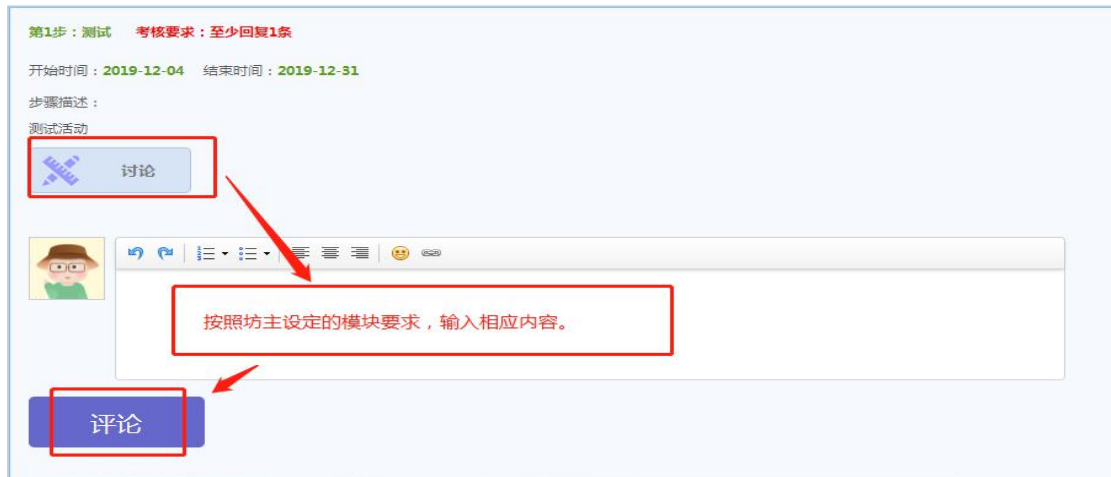 第1步：测试 考核要求：至少回复1条
开始时间：2019-12-04 结束时间：2019-12-31
步骤描述：
测试活动
讨论
按照坊主设定的模块要求，输入相应内容。
评论